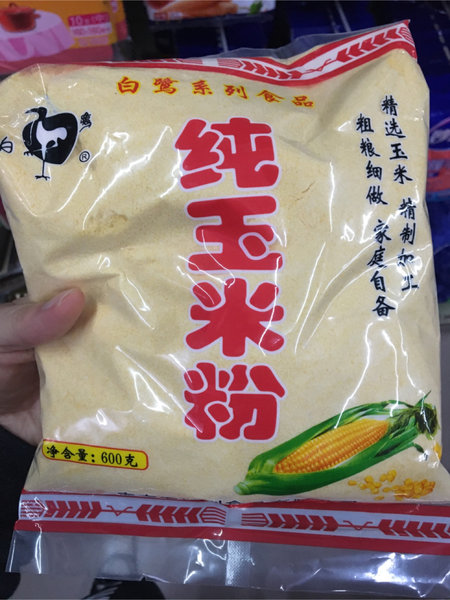 白鹭系列食品
白鹭
®
纯玉米粉
精选玉米 精制加工
粗粮细做 家庭自备
净含量：600克